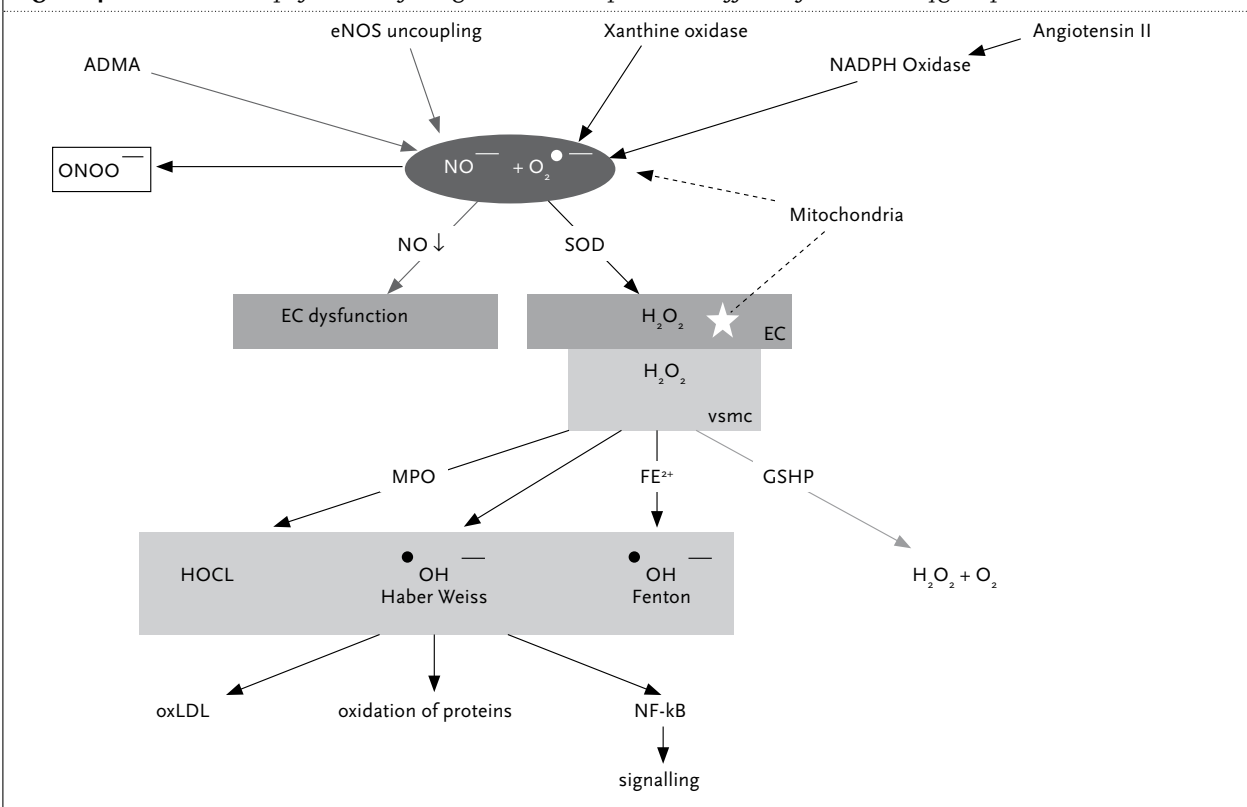 eNOS uncoupling
Xanthine oxidase
Angiotensin II
ADMA
NADPH Oxidase
ONOO—
NO— + O₂•—
Mitochondria
NO ↓
SOD
EC dysfunction
H₂O₂
EC
H₂O₂
vsmc
MPO
FE²⁺
GSHP
HOCL
•OH—
Haber Weiss
•OH—
Fenton
H₂O₂ + O₂
oxLDL
oxidation of proteins
NF-kB
signalling